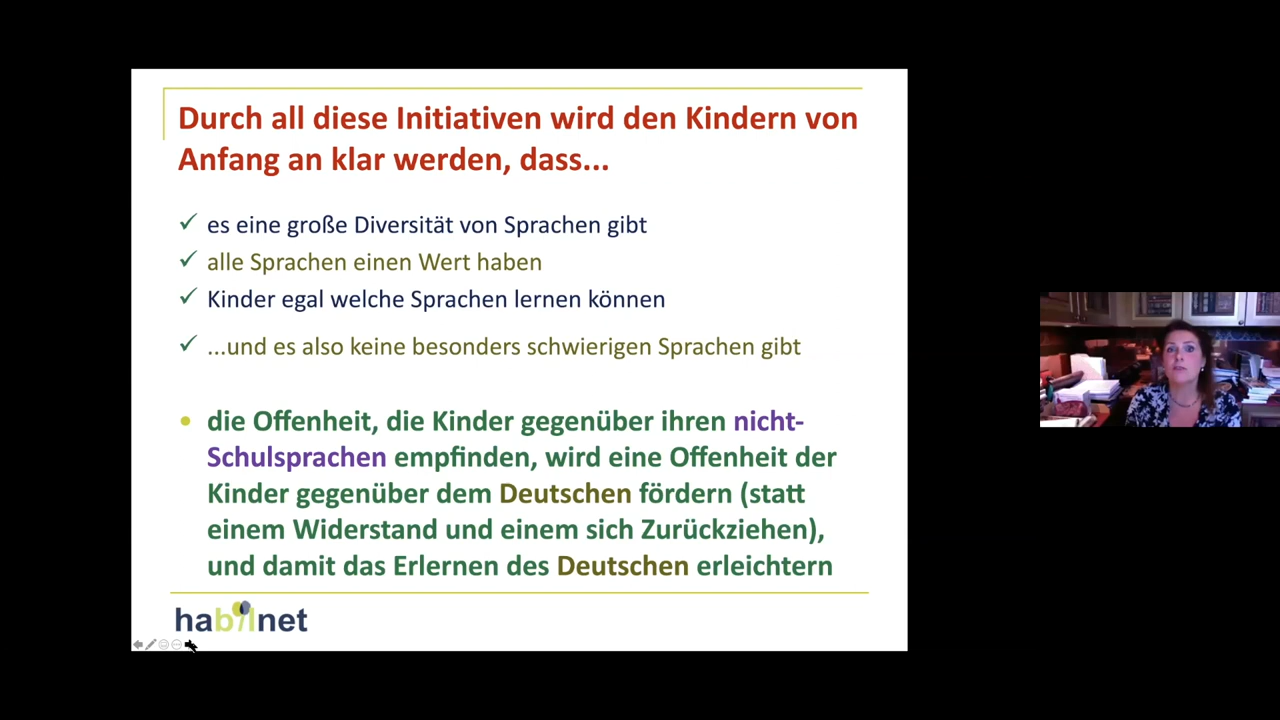 Durch all diese Initiativen wird den Kindern von
Anfang an klar werden, dass...
es eine große Diversität von Sprachen gibt
alle Sprachen einen Wert haben
Kinder egal welche Sprachen lernen können
...und es also keine besonders schwierigen Sprachen gibt
die Offenheit, die Kinder gegenüber ihren nicht-
Schulsprachen empfinden, wird eine Offenheit der
Kinder gegenüber dem Deutschen fördern (statt
einem Widerstand und einem sich Zurückziehen),
und damit das Erlernen des Deutschen erleichtern
habilnet